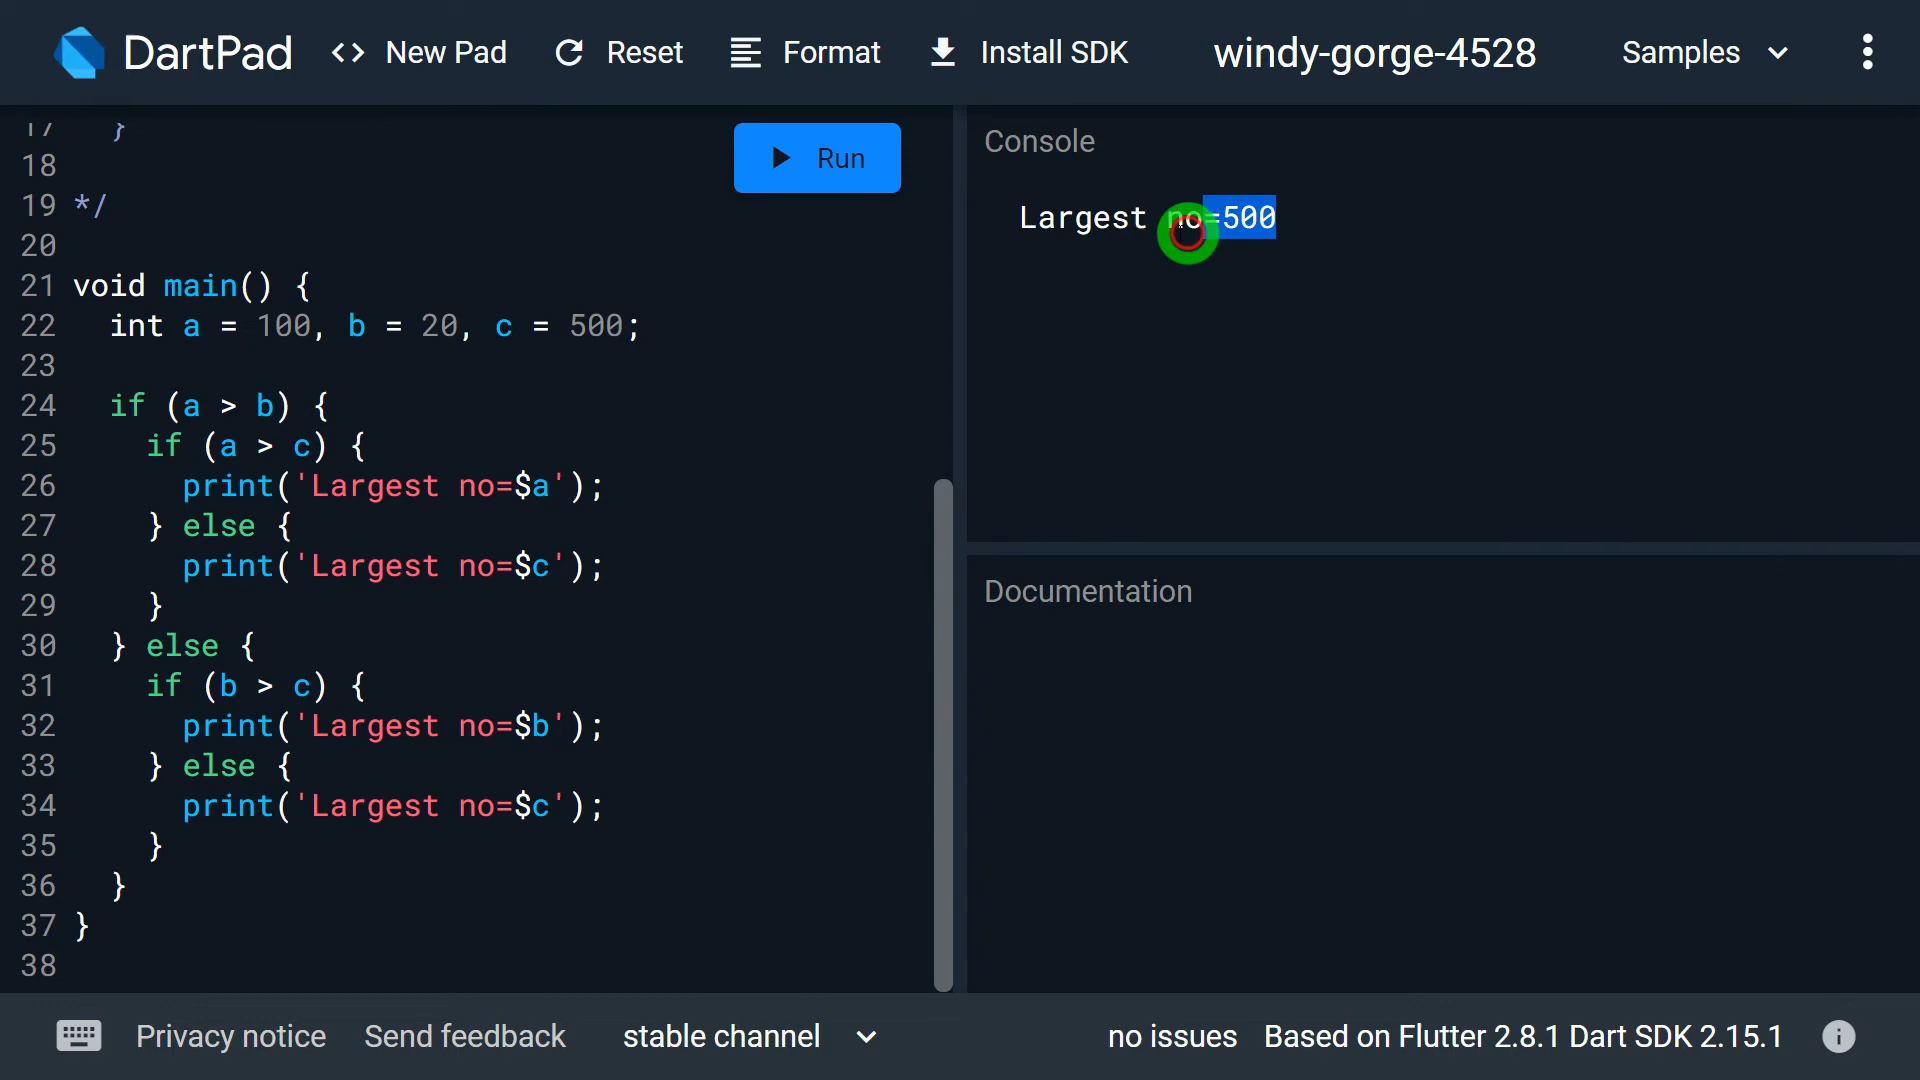 DartPad <> New Pad Reset Format Install SDK windy-gorge-4528 Samples
17 }
18
19 */
20
21 void main() {
22 int a = 100, b = 20, c = 500;
23
24 if (a > b) {
25 if (a > c) {
26 print('Largest no=$a');
27 } else {
28 print('Largest no=$c');
29 }
30 } else {
31 if (b > c) {
32 print('Largest no=$b');
33 } else {
34 print('Largest no=$c');
35 }
36 }
37 }
38
Run
Console
Largest no=500
Documentation
Privacy notice Send feedback stable channel no issues Based on Flutter 2.8.1 Dart SDK 2.15.1